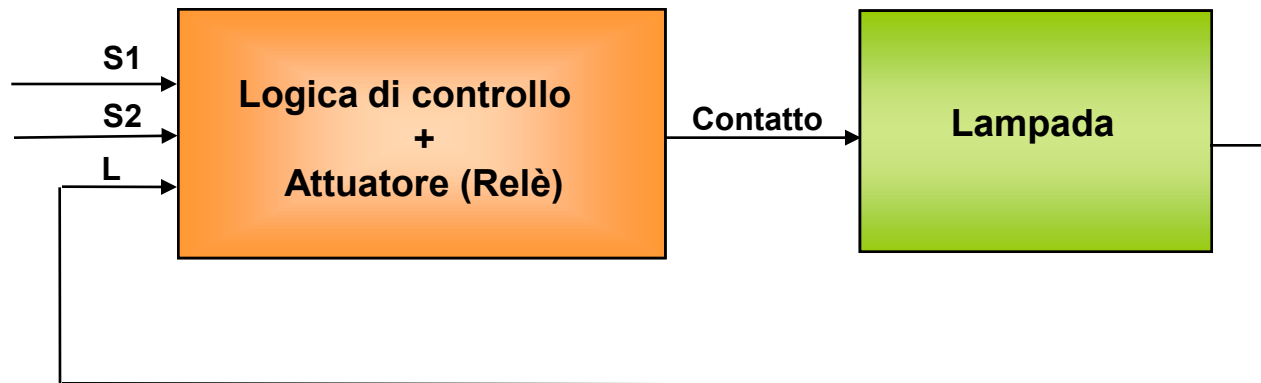 S1
S2
L
Logica di controllo
+
Attuatore (Relè)
Contatto
Lampada